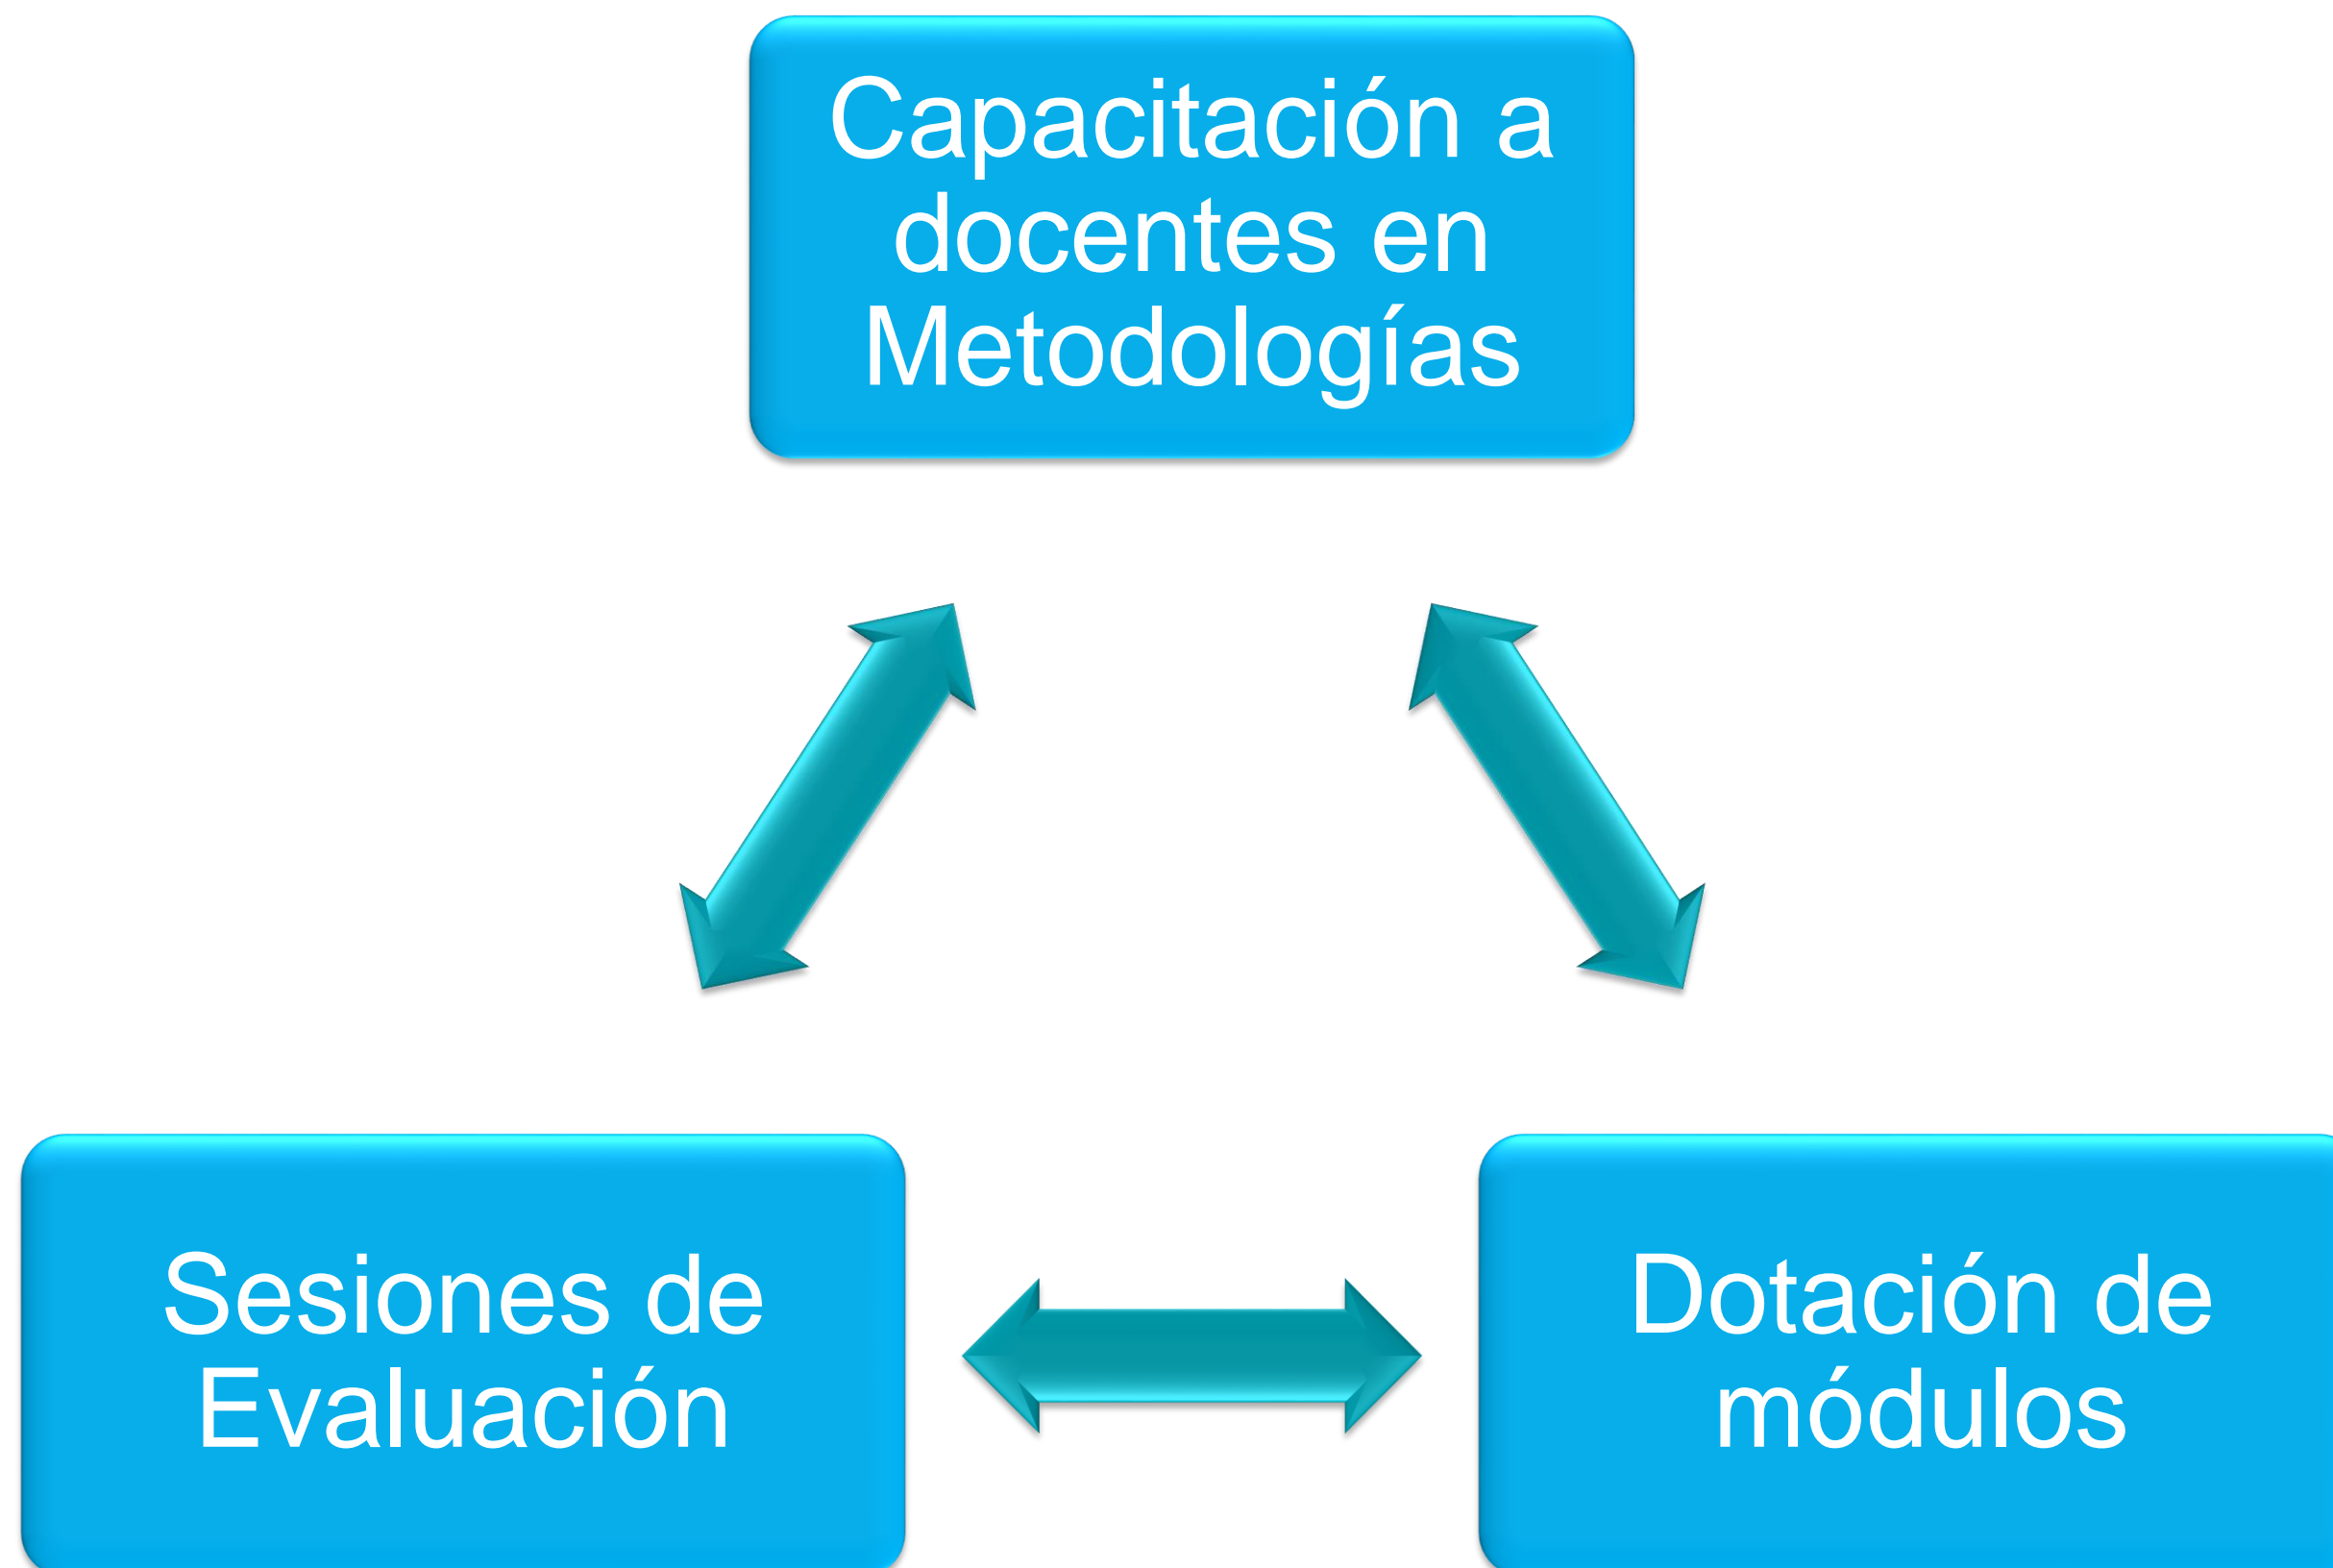 Capacitación a
docentes en
Metodologías
Sesiones de
Evaluación
Dotación de
módulos